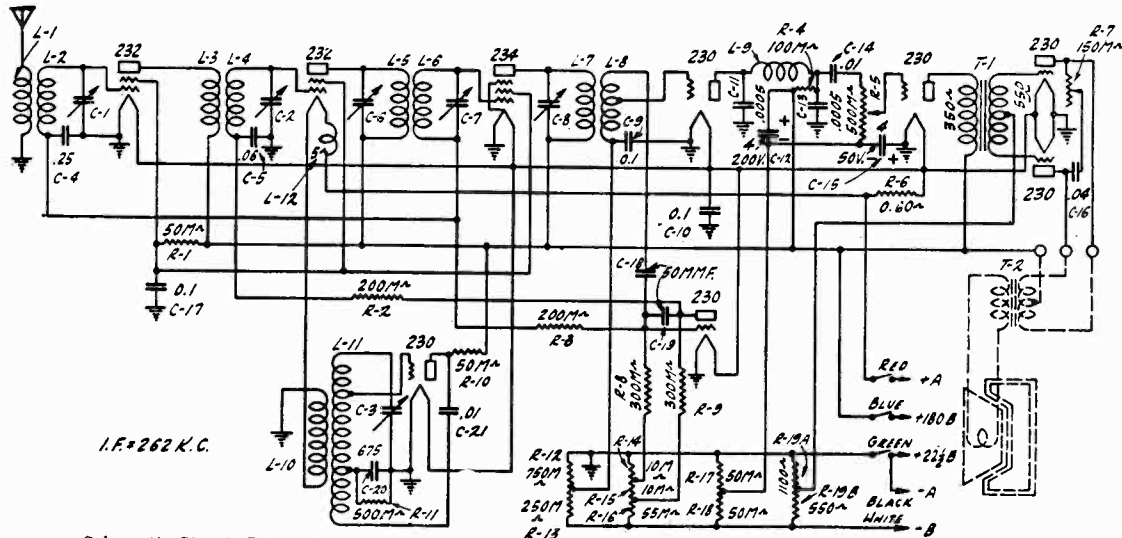 L-1
L-2
232
C-1
.25
C-4
L-3
L-4
232
C-2
.06
C-5
L-12
L-5
L-6
C-6
C-7
234
L-7
L-8
C-8
C-9
0.1
230
L-9
R-4
100M~
C-14
.01
C-11
.0005
C-13
.0005
R-5
500M~
230
4
200V.
C-12
+
-
4
50V.
- +
C-15
R-6
0.60~
T-1
350~
550
230
R-7
150M~
230
.04
C-16
50M~
R-1
0.1
C-10
0.1
C-17
200M~
R-2
C-18
50MMF.
230
C-19
200M~
R-8
T-2
L-11
230
50M~
R-10
C-3
.01
C-21
R-8
300M~
300M~
R-9
RED
+A
BLUE
+180B
GREEN
+22½B
-A
BLACK
WHITE
-B
I.F.=262 K.C.
L-10
675
C-20
500M~
R-11
R-12
750M
~
250M
~
R-13
R-14
10M
~
R-15
10M~
R-16
55M~
R-17
50M~
R-18
50M~
R-19A
1100~
R-19B
550~